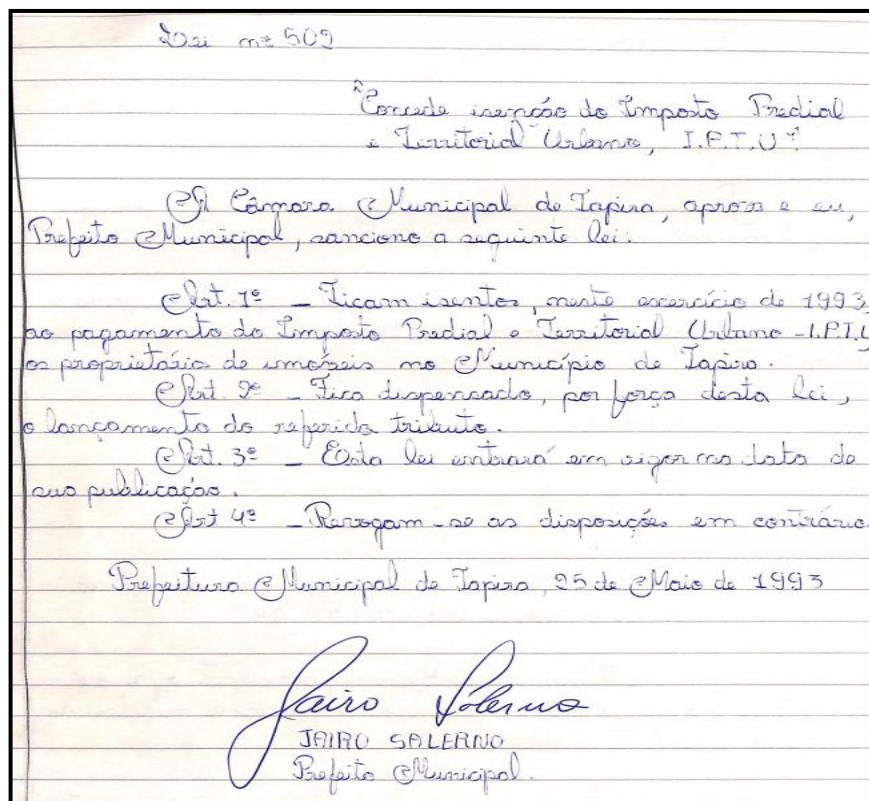 Lei nº 502
"Concede isenção do Imposto Predial
e Territorial Urbano, I.P.T.U".
A Câmara Municipal de Tapira, aprova e eu,
Prefeito Municipal, sanciono a seguinte lei:
Art. 1º - Ficam isentos, neste exercício de 1993,
ao pagamento do Imposto Predial e Territorial Urbano - I.P.T.U
os proprietário de imóveis no Município de Tapira.
Art. 2º - Fica dispensado, por força desta lei,
o lançamento do referido tributo.
Art. 3º - Esta lei entrará em vigor na data de
sua publicação.
Art 4º - Revogam-se as disposições em contrário.
Prefeitura Municipal de Tapira, 25 de Maio de 1993
Jairo Salerno
JAIRO SALERNO
Prefeito Municipal.